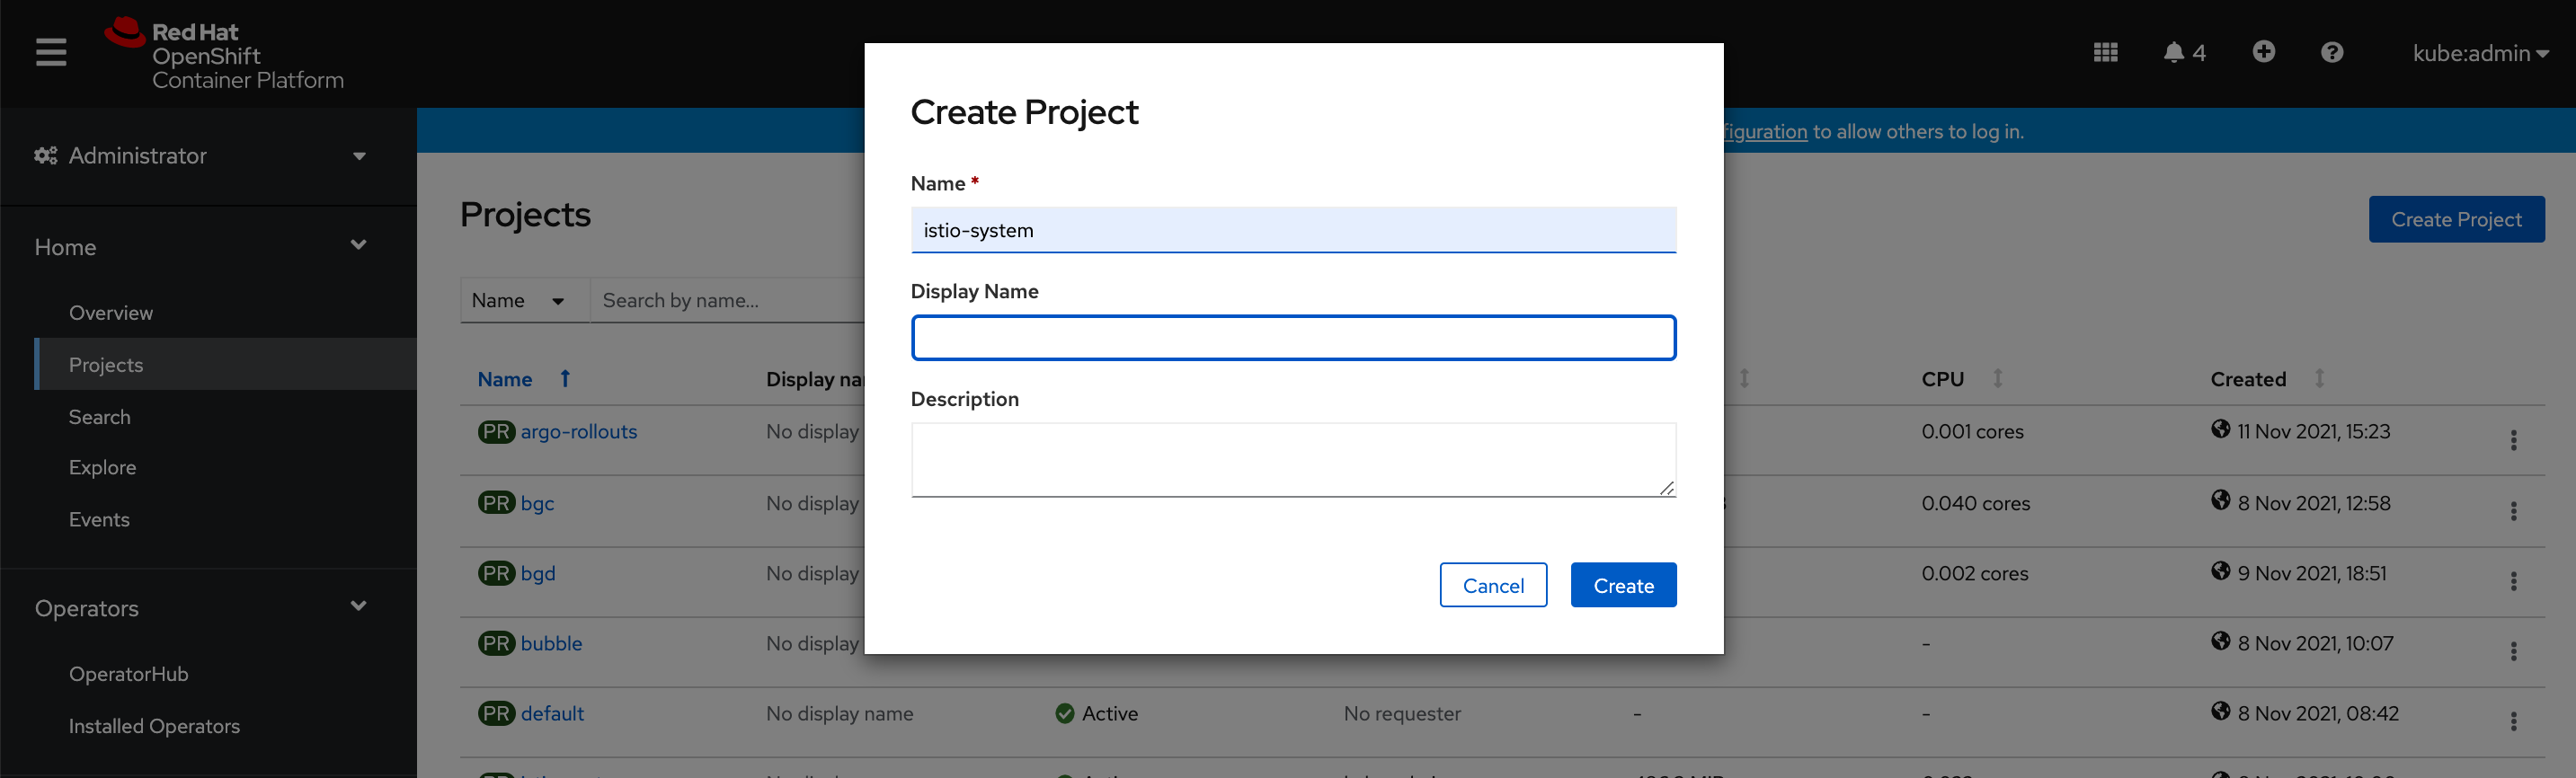 Red Hat
OpenShift
Container Platform
4
kube:admin
figuration to allow others to log in.
Administrator
Home
Overview
Projects
Search
Explore
Events
Operators
OperatorHub
Installed Operators
Projects
Create Project
Name
Search by name...
Name Display na CPU Created
PR argo-rollouts No display 0.001 cores 11 Nov 2021, 15:23
PR bgc No display 0.040 cores 8 Nov 2021, 12:58
PR bgd No display 0.002 cores 9 Nov 2021, 18:51
PR bubble No display - 8 Nov 2021, 10:07
PR default No display name Active No requester - - 8 Nov 2021, 08:42
Create Project
Name *
istio-system
Display Name
Description
Cancel
Create